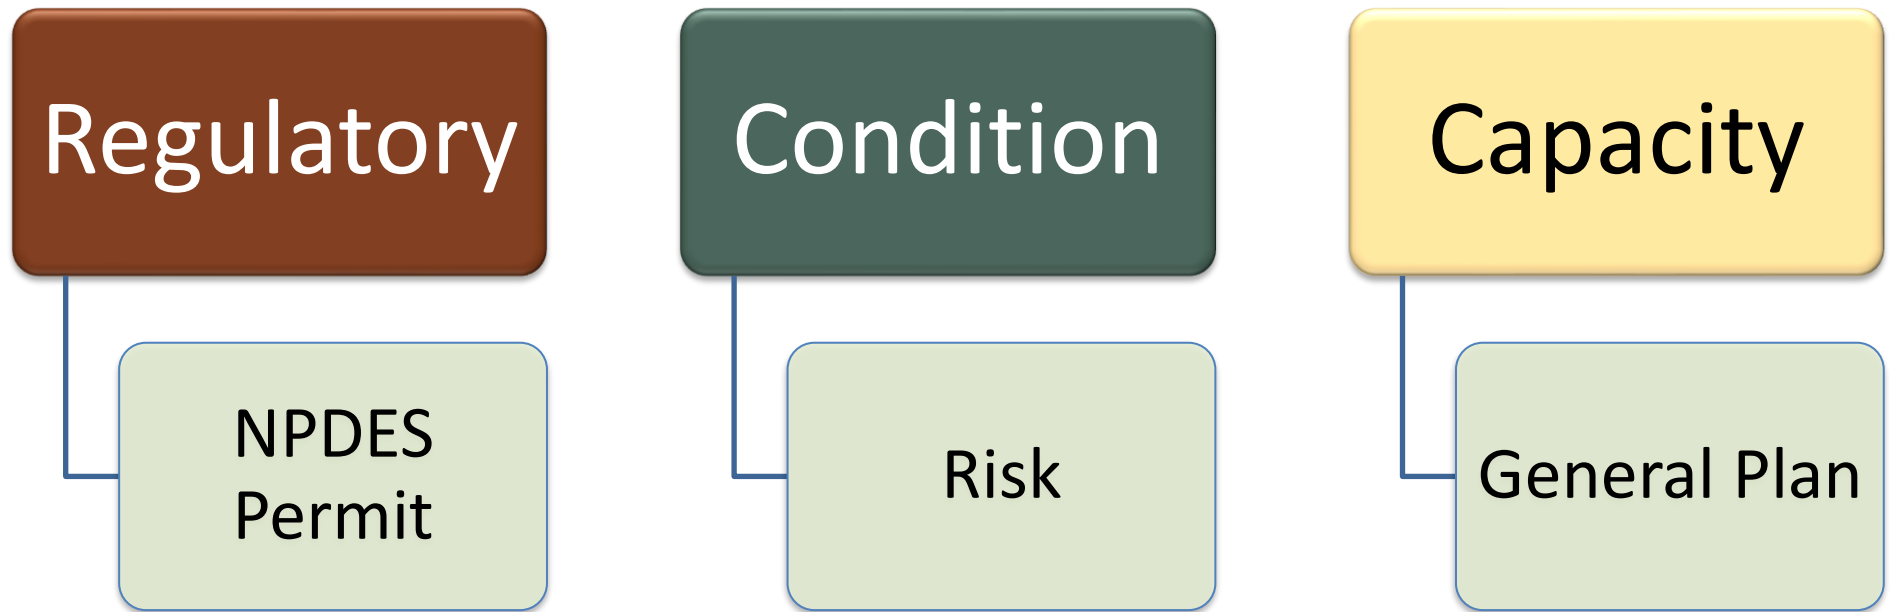 Regulatory
Condition
Capacity
NPDES
Permit
Risk
General Plan